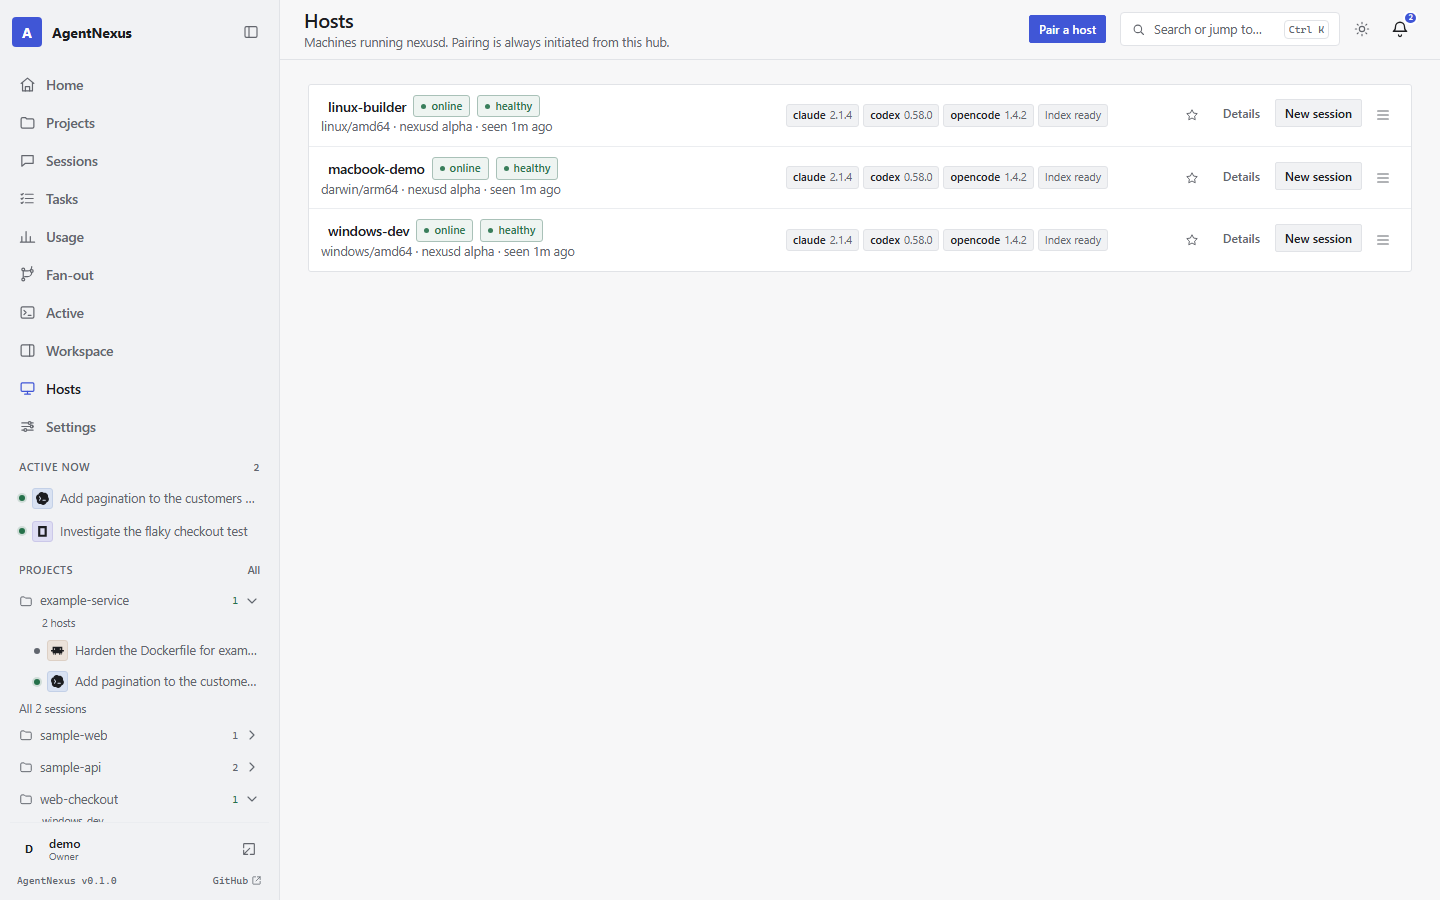 A AgentNexus
Home
Projects
Sessions
Tasks
Usage
Fan-out
Active
Workspace
Hosts
Settings
ACTIVE NOW 2
Add pagination to the customers ...
Investigate the flaky checkout test
PROJECTS All
example-service 1
2 hosts
Harden the Dockerfile for exam...
Add pagination to the custome...
All 2 sessions
sample-web 1
sample-api 2
web-checkout 1
windows-dev
D demo
Owner
AgentNexus v0.1.0 GitHub
Hosts
Machines running nexusd. Pairing is always initiated from this hub.
Pair a host
Search or jump to... Ctrl K
2
linux-builder online healthy
linux/amd64 · nexusd alpha · seen 1m ago
claude 2.1.4 codex 0.58.0 opencode 1.4.2 Index ready
Details New session
macbook-demo online healthy
darwin/arm64 · nexusd alpha · seen 1m ago
claude 2.1.4 codex 0.58.0 opencode 1.4.2 Index ready
Details New session
windows-dev online healthy
windows/amd64 · nexusd alpha · seen 1m ago
claude 2.1.4 codex 0.58.0 opencode 1.4.2 Index ready
Details New session